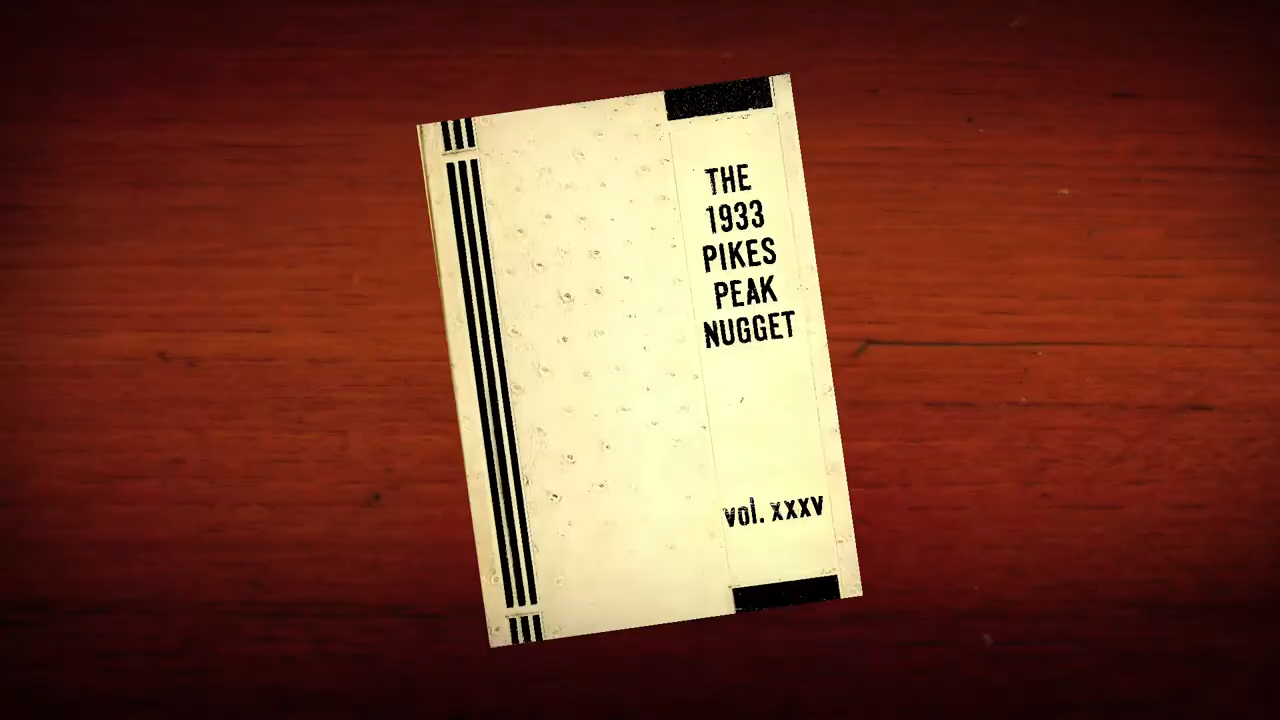 THE
1933
PIKES
PEAK
NUGGET
vol. xxxv